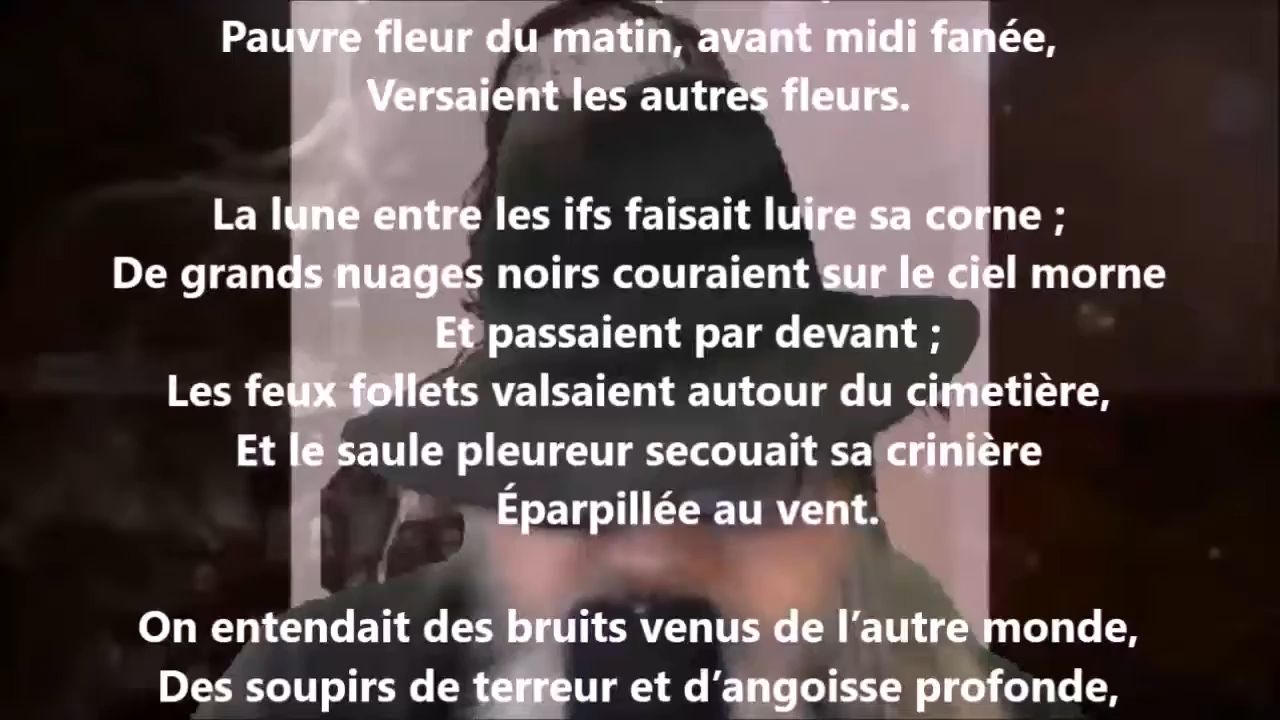 Pauvre fleur du matin, avant midi fanée,
Versaient les autres fleurs.
La lune entre les ifs faisait luire sa corne ;
De grands nuages noirs couraient sur le ciel morne
Et passaient par devant ;
Les feux follets valsaient autour du cimetière,
Et le saule pleureur secouait sa crinière
Éparpillée au vent.
On entendait des bruits venus de l’autre monde,
Des soupirs de terreur et d’angoisse profonde,